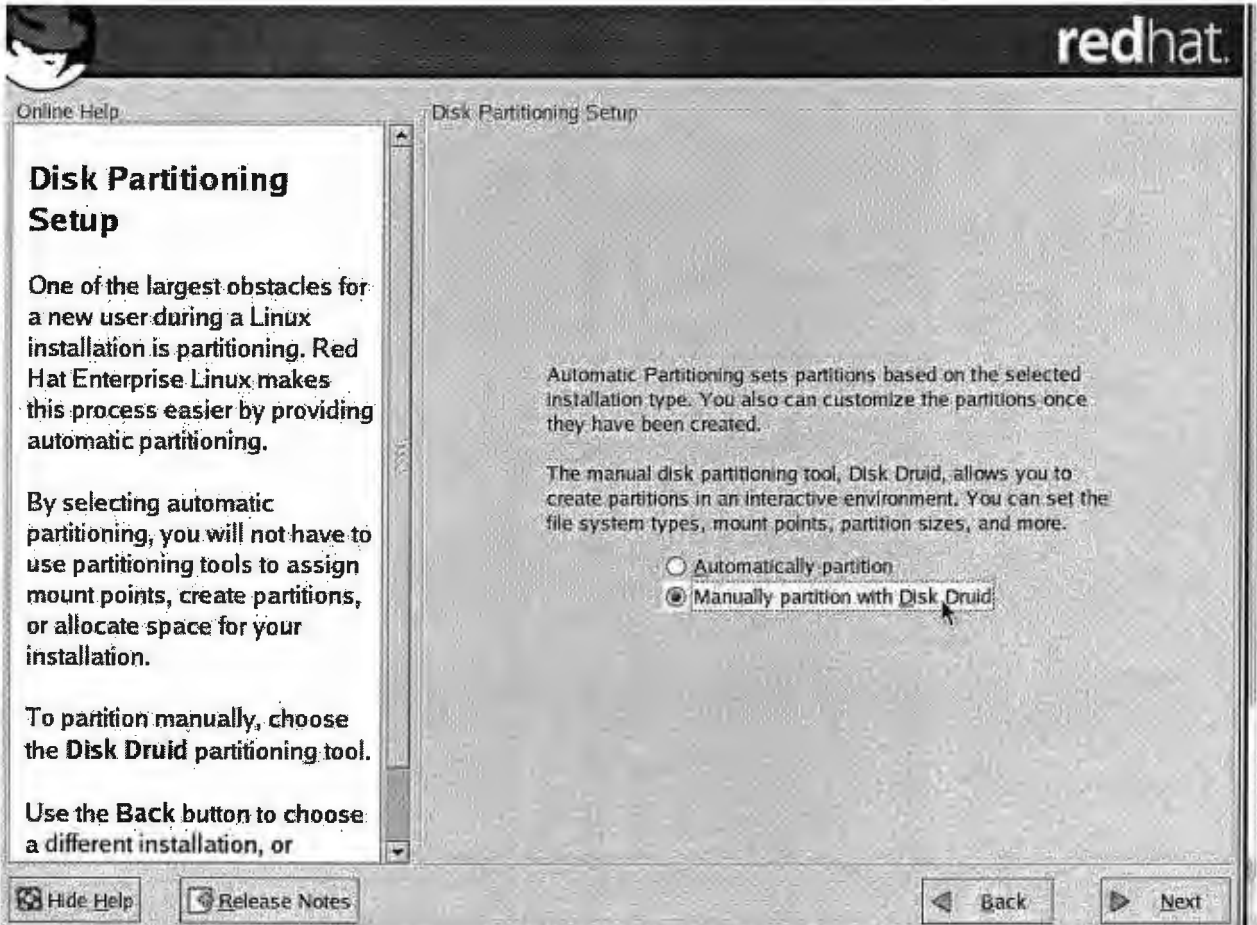 redhat.
Online Help
Disk Partitioning
Setup
One of the largest obstacles for
a new user during a Linux
installation is partitioning. Red
Hat Enterprise Linux makes
this process easier by providing
automatic partitioning.
By selecting automatic
partitioning, you will not have to
use partitioning tools to assign
mount points, create partitions,
or allocate space for your
installation.
To partition manually, choose
the Disk Druid partitioning tool.
Use the Back button to choose
a different installation, or
Disk Partitioning Setup
Automatic Partitioning sets partitions based on the selected
installation type. You also can customize the partitions once
they have been created.
The manual disk partitioning tool, Disk Druid, allows you to
create partitions in an interactive environment. You can set the
file system types, mount points, partition sizes, and more.
Automatically partition
Manually partition with Disk Druid
Hide Help
Release Notes
Back
Next